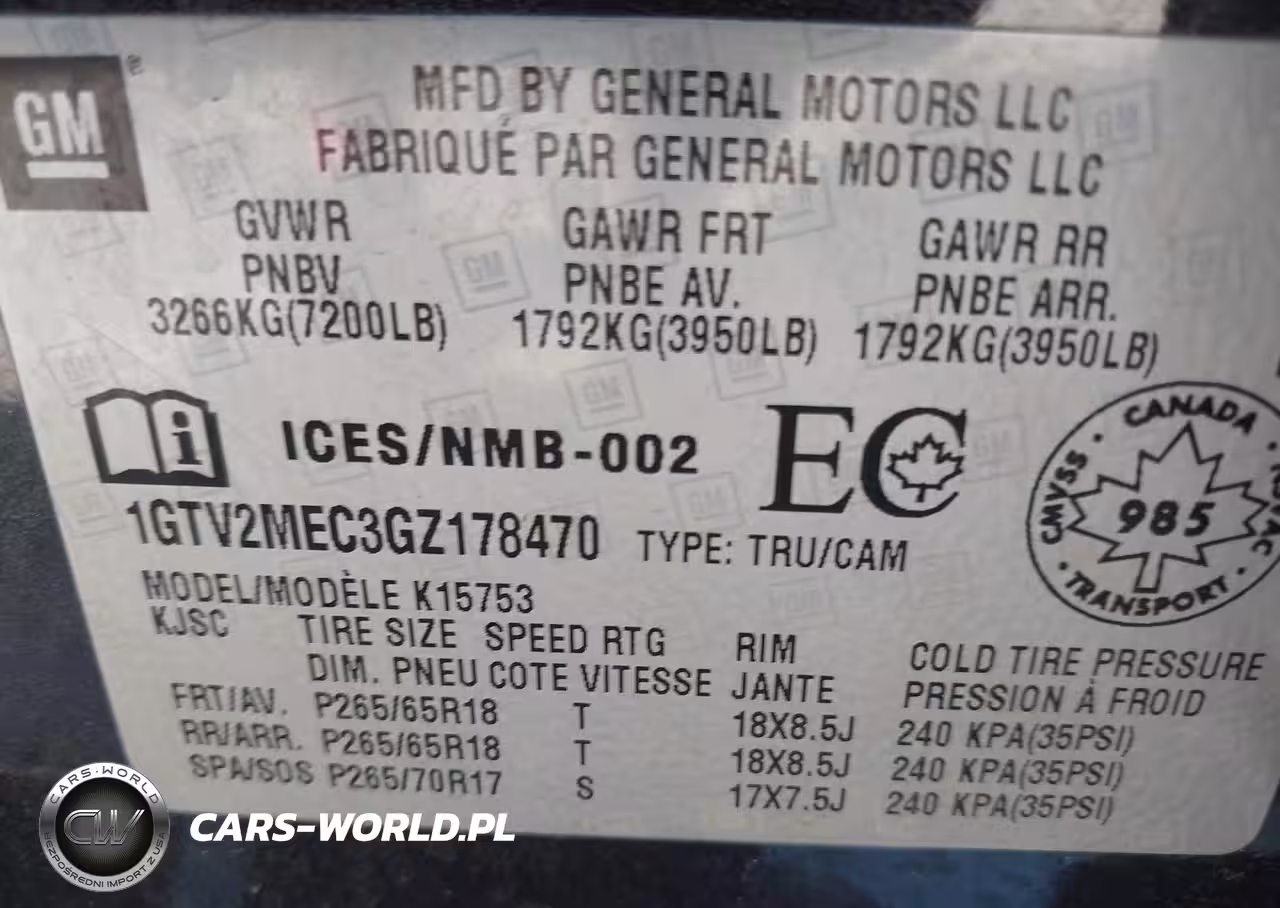 GM
MFD BY GENERAL MOTORS LLC
FABRIQUÉ PAR GENERAL MOTORS LLC
GVWR GAWR FRT GAWR RR
PNBV PNBE AV. PNBE ARR.
3266KG(7200LB) 1792KG(3950LB) 1792KG(3950LB)
i ICES/NMB-002 EC
CANADA
CMVSS 985
TRANSPORT
1GTV2MEC3GZ178470 TYPE: TRU/CAM
MODEL/MODÈLE K15753
KJSC TIRE SIZE SPEED RTG RIM COLD TIRE PRESSURE
DIM. PNEU COTE VITESSE JANTE PRESSION À FROID
FRT/AV. P265/65R18 T 18X8.5J 240 KPA(35PSI)
RR/ARR. P265/65R18 T 18X8.5J 240 KPA(35PSI)
SPA/SOS P265/70R17 S 17X7.5J 240 KPA(35PSI)
CARS-WORLD
CW
BEZPOŚREDNI IMPORT Z USA
CARS-WORLD.PL